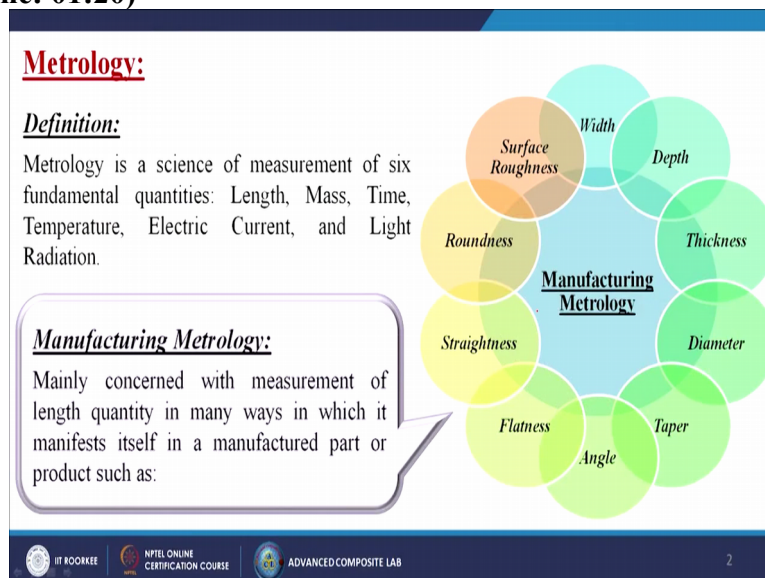 Metrology:
Definition:
Metrology is a science of measurement of six
fundamental quantities: Length, Mass, Time,
Temperature, Electric Current, and Light
Radiation.
Manufacturing Metrology:
Mainly concerned with measurement of
length quantity in many ways in which it
manifests itself in a manufactured part or
product such as:
Manufacturing
Metrology
Width
Depth
Thickness
Diameter
Taper
Angle
Flatness
Straightness
Roundness
Surface
Roughness
IIT ROORKEE
NPTEL ONLINE
CERTIFICATION COURSE
ADVANCED COMPOSITE LAB
2